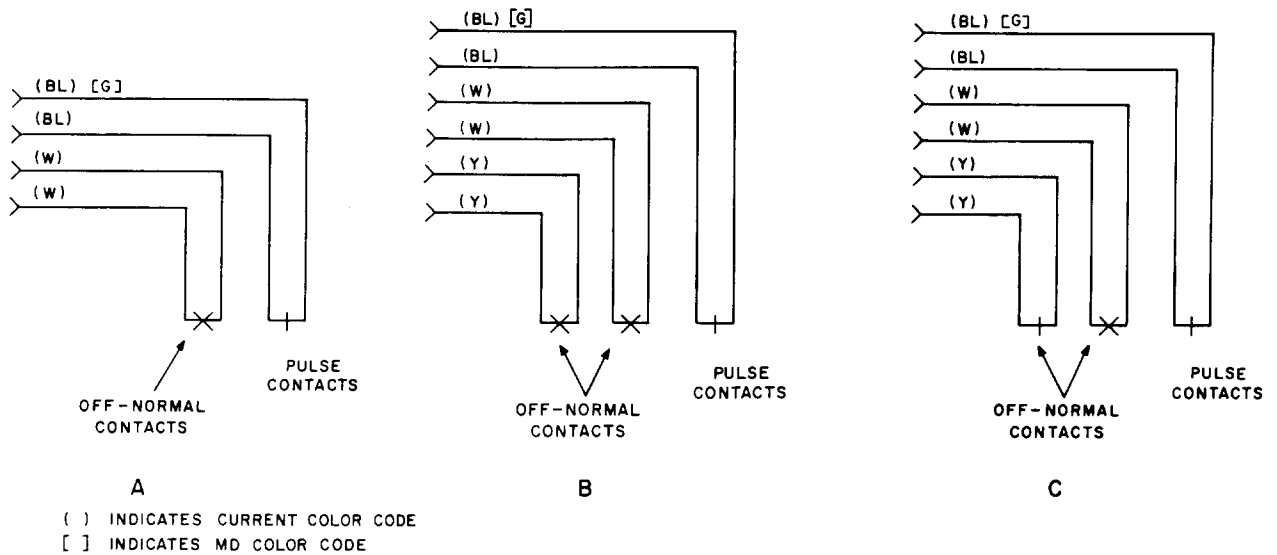 (BL) [G]
(BL)
(W)
(W)
OFF-NORMAL
CONTACTS
PULSE
CONTACTS
A
(BL) [G]
(BL)
(W)
(W)
(Y)
(Y)
OFF-NORMAL
CONTACTS
PULSE
CONTACTS
B
(BL) [G]
(BL)
(W)
(W)
(Y)
(Y)
OFF-NORMAL
CONTACTS
PULSE
CONTACTS
C
( ) INDICATES CURRENT COLOR CODE
[ ] INDICATES MD COLOR CODE